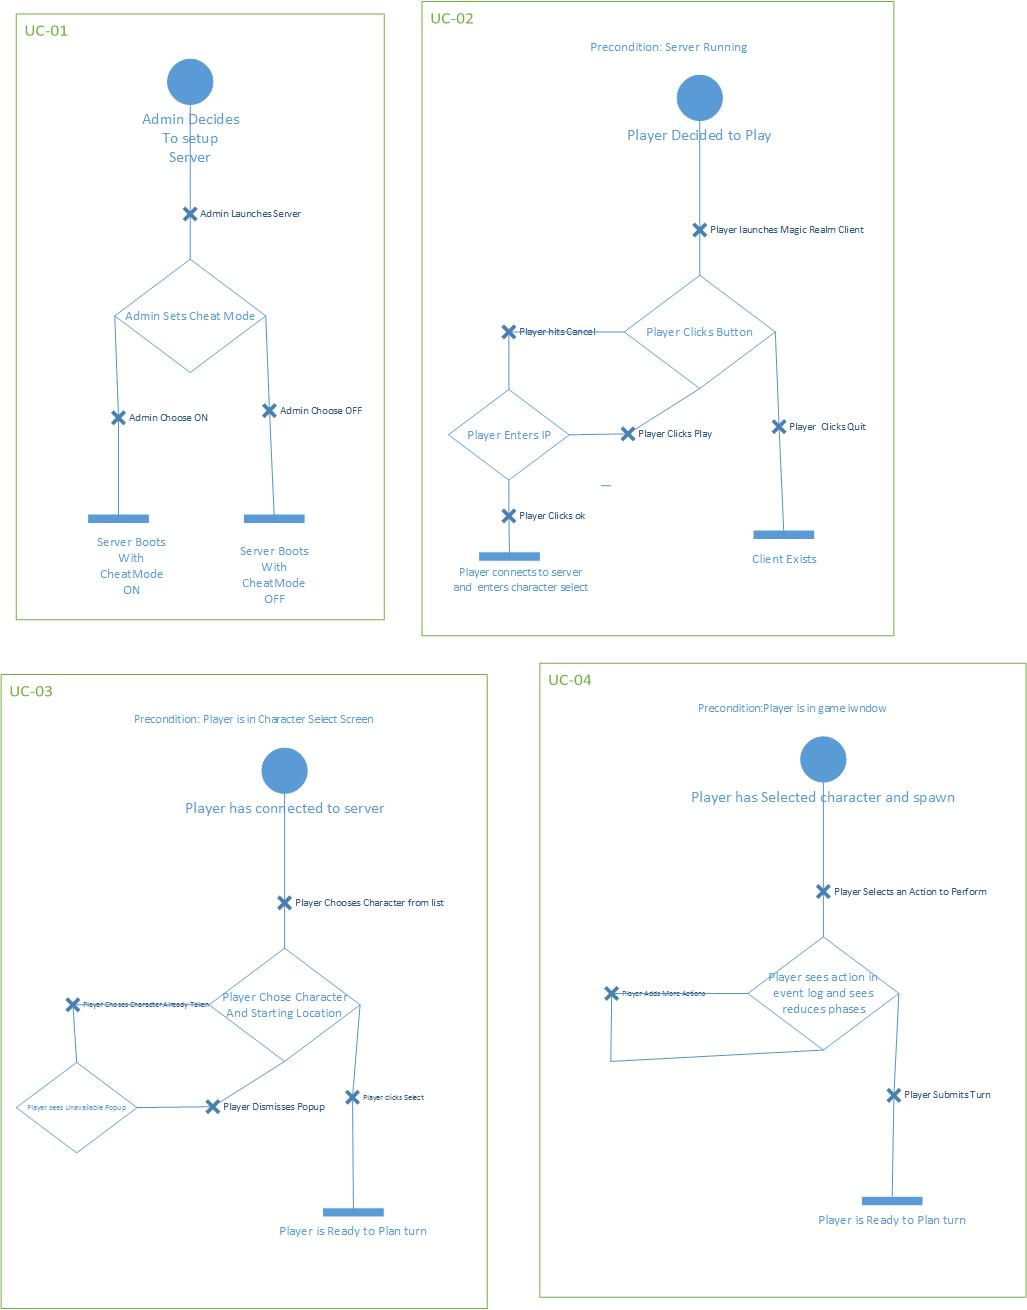 UC-01
Admin Decides
To setup
Server
Admin Launches Server
Admin Sets Cheat Mode
Admin Choose ON
Admin Choose OFF
Server Boots
With
CheatMode
ON
Server Boots
With
CheatMode
OFF
UC-02
Precondition: Server Running
Player Decided to Play
Player launches Magic Realm Client
Player hits Cancel
Player Clicks Button
Player Enters IP
Player Clicks Play
Player Clicks Quit
Player Clicks ok
Player connects to server
and enters character select
Client Exists
UC-03
Precondition: Player is in Character Select Screen
Player has connected to server
Player Chooses Character from list
Player Choses Character Already Taken
Player Chose Character
And Starting Location
Player sees Unavailable Popup
Player Dismisses Popup
Player clicks Select
Player is Ready to Plan turn
UC-04
Precondition:Player is in game iwndow
Player has Selected character and spawn
Player Selects an Action to Perform
Player Adds More Actions
Player sees action in
event log and sees
reduces phases
Player Submits Turn
Player is Ready to Plan turn